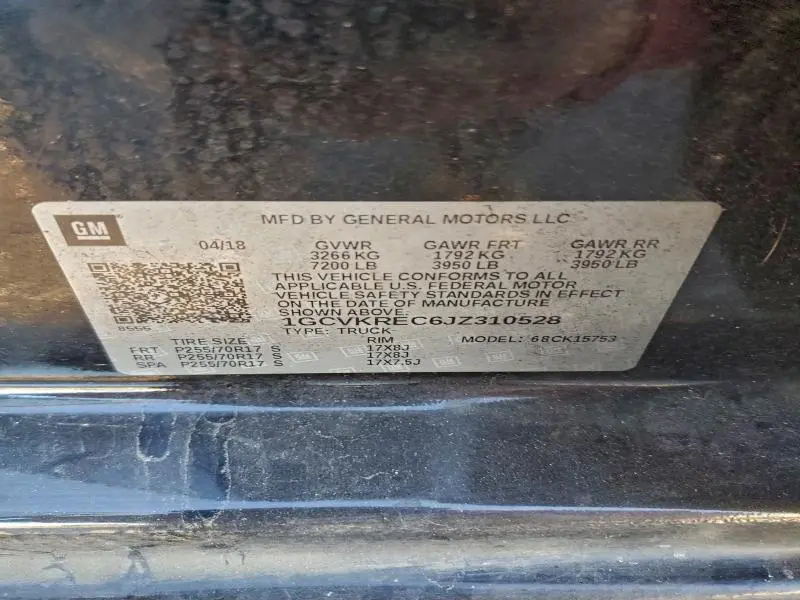 GM
MFD BY GENERAL MOTORS LLC
04/18 GVWR GAWR FRT GAWR RR
3266 KG 1792 KG 1792 KG
7200 LB 3950 LB 3950 LB
THIS VEHICLE CONFORMS TO ALL
APPLICABLE U.S. FEDERAL MOTOR
VEHICLE SAFETY STANDARDS IN EFFECT
ON THE DATE OF MANUFACTURE
SHOWN ABOVE.
8555 1GCVKREC6JZ310528
TYPE: TRUCK MODEL: 68CK15753
TIRE SIZE RIM
FRT P255/70R17 S 17X8J
RR P255/70R17 S 17X8J
SPA P255/70R17 S 17X7.5J